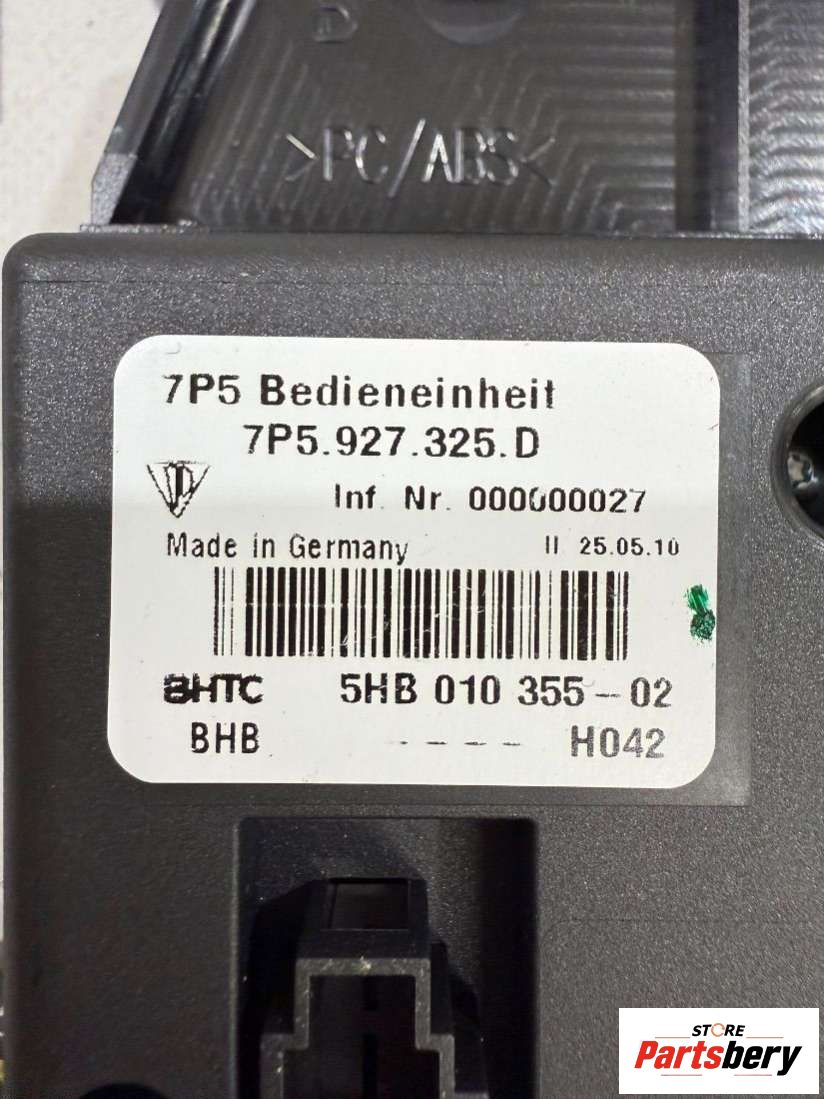 D
>PC/ABS<
7P5 Bedieneinheit
7P5.927.325.D
Inf. Nr. 000000027
Made in Germany II 25.05.10
BHTC 5HB 010 355-02
BHB ---- H042
STORE
Partsbery